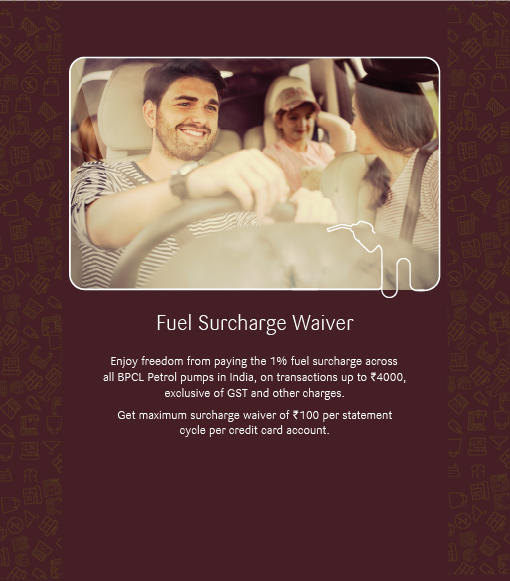 Fuel Surcharge Waiver
Enjoy freedom from paying the 1% fuel surcharge across
all BPCL Petrol pumps in India, on transactions up to ₹4000,
exclusive of GST and other charges.
Get maximum surcharge waiver of ₹100 per statement
cycle per credit card account.